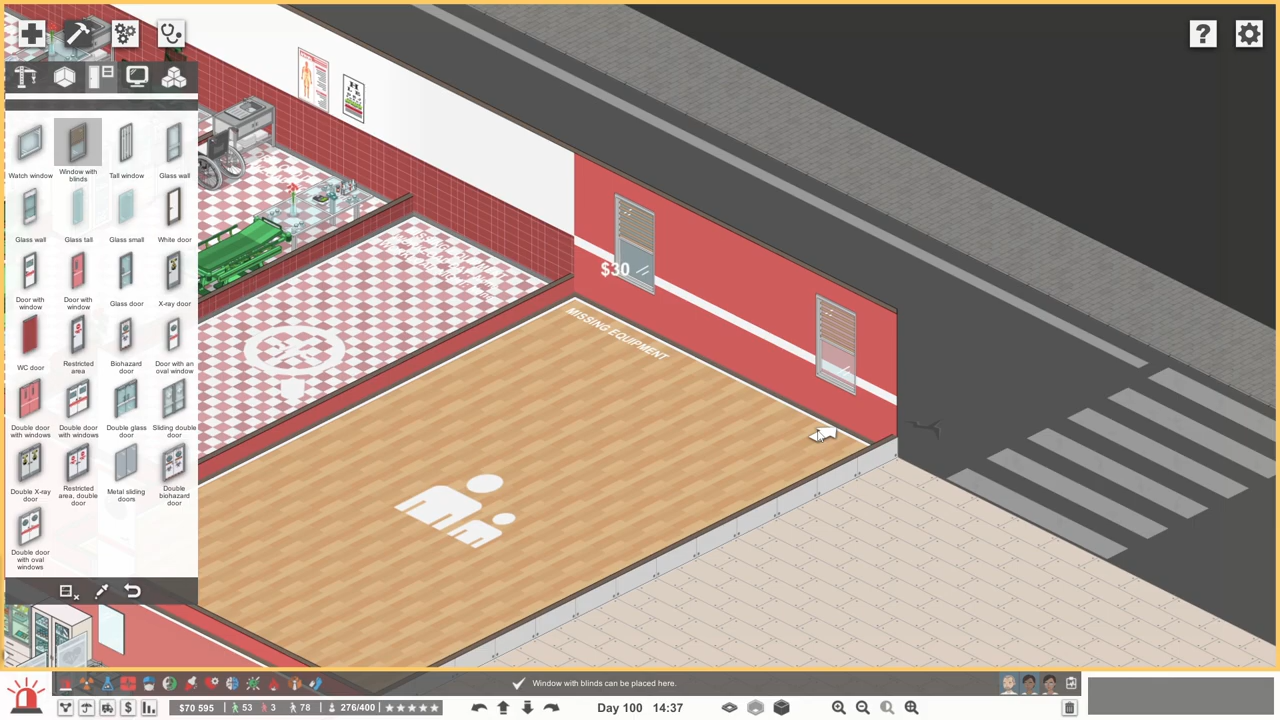 ?
Watch window
Window with
blinds
Tall window
Glass wall
Glass wall
Glass tall
Glass small
White door
Door with
window
Door with
window
Glass door
X-ray door
WC door
Restricted
area
Biohazard
door
Door with an
oval window
Double door
with windows
Double door
with windows
Double glass
door
Sliding double
door
Double X-ray
door
Restricted
area, double
door
Metal sliding
doors
Double
biohazard
door
Double door
with oval
windows
$30
MISSING EQUIPMENT
Window with blinds can be placed here.
$70 595
53
3
78
276/400
Day 100 14:37